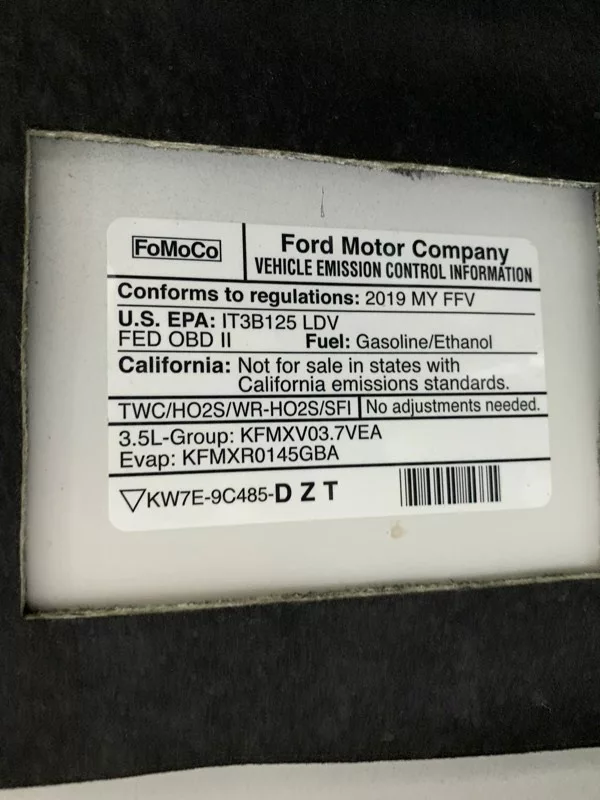 FoMoCo
Ford Motor Company
VEHICLE EMISSION CONTROL INFORMATION
Conforms to regulations: 2019 MY FFV
U.S. EPA: IT3B125 LDV
FED OBD II Fuel: Gasoline/Ethanol
California: Not for sale in states with
California emissions standards.
TWC/HO2S/WR-HO2S/SFI No adjustments needed.
3.5L-Group: KFMXV03.7VEA
Evap: KFMXR0145GBA
KW7E-9C485-D Z T